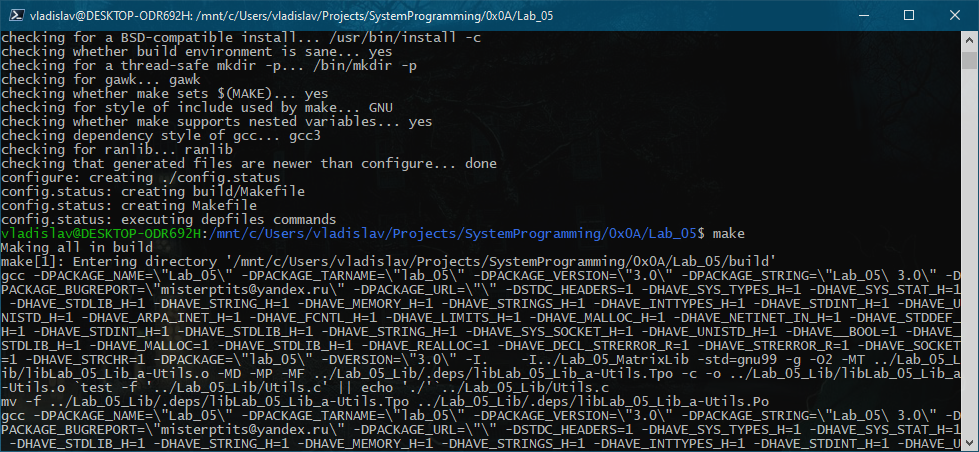 vladislav@DESKTOP-ODR692H: /mnt/c/Users/vladislav/Projects/SystemProgramming/0x0A/Lab_05
checking for a BSD-compatible install... /usr/bin/install -c
checking whether build environment is sane... yes
checking for a thread-safe mkdir -p... /bin/mkdir -p
checking for gawk... gawk
checking whether make sets $(MAKE)... yes
checking for style of include used by make... GNU
checking whether make supports nested variables... yes
checking dependency style of gcc... gcc3
checking for ranlib... ranlib
checking that generated files are newer than configure... done
configure: creating ./config.status
config.status: creating build/Makefile
config.status: creating Makefile
config.status: executing depfiles commands
vladislav@DESKTOP-ODR692H:/mnt/c/Users/vladislav/Projects/SystemProgramming/0x0A/Lab_05$ make
Making all in build
make[1]: Entering directory '/mnt/c/Users/vladislav/Projects/SystemProgramming/0x0A/Lab_05/build'
gcc -DPACKAGE_NAME=\"Lab_05\" -DPACKAGE_TARNAME=\"lab_05\" -DPACKAGE_VERSION=\"3.0\" -DPACKAGE_STRING=\"Lab_05\ 3.0\" -D
PACKAGE_BUGREPORT=\"misterptits@yandex.ru\" -DPACKAGE_URL=\"\" -DSTDC_HEADERS=1 -DHAVE_SYS_TYPES_H=1 -DHAVE_SYS_STAT_H=1
 -DHAVE_STDLIB_H=1 -DHAVE_STRING_H=1 -DHAVE_MEMORY_H=1 -DHAVE_STRINGS_H=1 -DHAVE_INTTYPES_H=1 -DHAVE_STDINT_H=1 -DHAVE_U
NISTD_H=1 -DHAVE_ARPA_INET_H=1 -DHAVE_FCNTL_H=1 -DHAVE_LIMITS_H=1 -DHAVE_MALLOC_H=1 -DHAVE_NETINET_IN_H=1 -DHAVE_STDDEF_
H=1 -DHAVE_STDINT_H=1 -DHAVE_STDLIB_H=1 -DHAVE_STRING_H=1 -DHAVE_SYS_SOCKET_H=1 -DHAVE_UNISTD_H=1 -DHAVE__BOOL=1 -DHAVE_
STDLIB_H=1 -DHAVE_MALLOC=1 -DHAVE_STDLIB_H=1 -DHAVE_REALLOC=1 -DHAVE_DECL_STRERROR_R=1 -DHAVE_STRERROR_R=1 -DHAVE_SOCKET
=1 -DHAVE_STRCHR=1 -DPACKAGE=\"lab_05\" -DVERSION=\"3.0\" -I.    -I../Lab_05_MatrixLib -std=gnu99 -g -O2 -MT ../Lab_05_L
ib/libLab_05_Lib_a-Utils.o -MD -MP -MF ../Lab_05_Lib/.deps/libLab_05_Lib_a-Utils.Tpo -c -o ../Lab_05_Lib/libLab_05_Lib_a
-Utils.o `test -f '../Lab_05_Lib/Utils.c' || echo './'`../Lab_05_Lib/Utils.c
mv -f ../Lab_05_Lib/.deps/libLab_05_Lib_a-Utils.Tpo ../Lab_05_Lib/.deps/libLab_05_Lib_a-Utils.Po
gcc -DPACKAGE_NAME=\"Lab_05\" -DPACKAGE_TARNAME=\"lab_05\" -DPACKAGE_VERSION=\"3.0\" -DPACKAGE_STRING=\"Lab_05\ 3.0\" -D
PACKAGE_BUGREPORT=\"misterptits@yandex.ru\" -DPACKAGE_URL=\"\" -DSTDC_HEADERS=1 -DHAVE_SYS_TYPES_H=1 -DHAVE_SYS_STAT_H=1
 -DHAVE_STDLIB_H=1 -DHAVE_STRING_H=1 -DHAVE_MEMORY_H=1 -DHAVE_STRINGS_H=1 -DHAVE_INTTYPES_H=1 -DHAVE_STDINT_H=1 -DHAVE_U